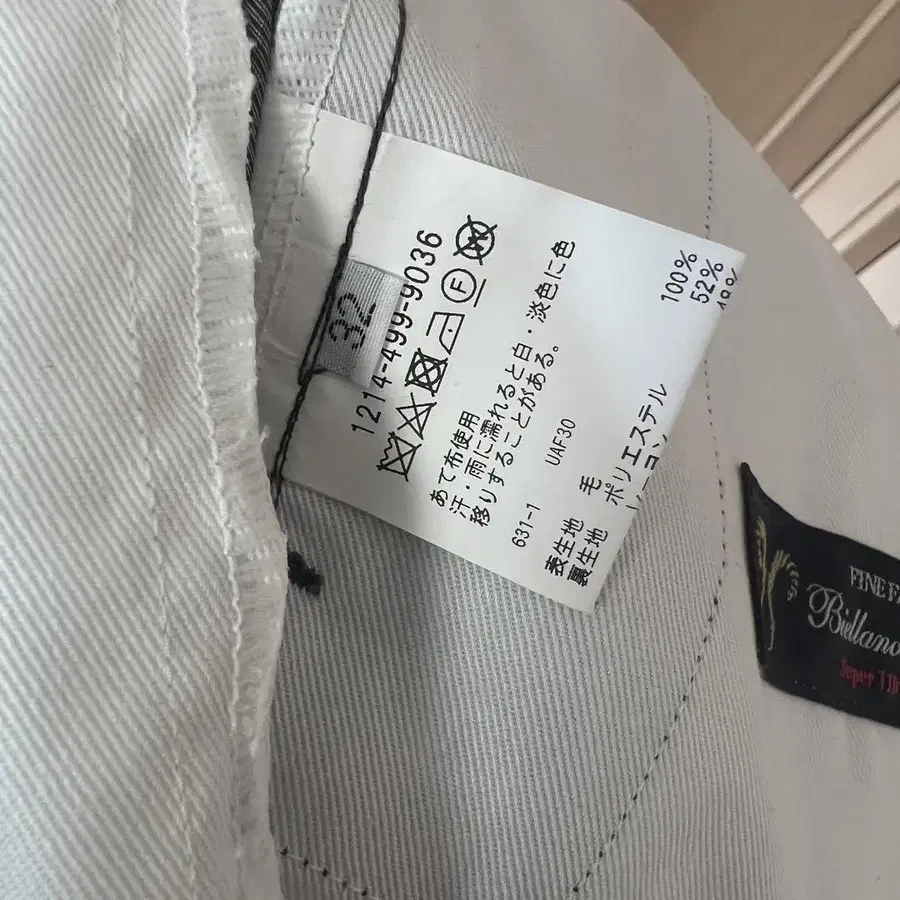 32
1214-499-9036
あて布使用
汗・雨に濡れると白・淡色に色
移りすることがある。
631-1 UAF30
表生地 毛 100%
裏生地 ポリエステル 52%
48%
FINE
Biellano
Super